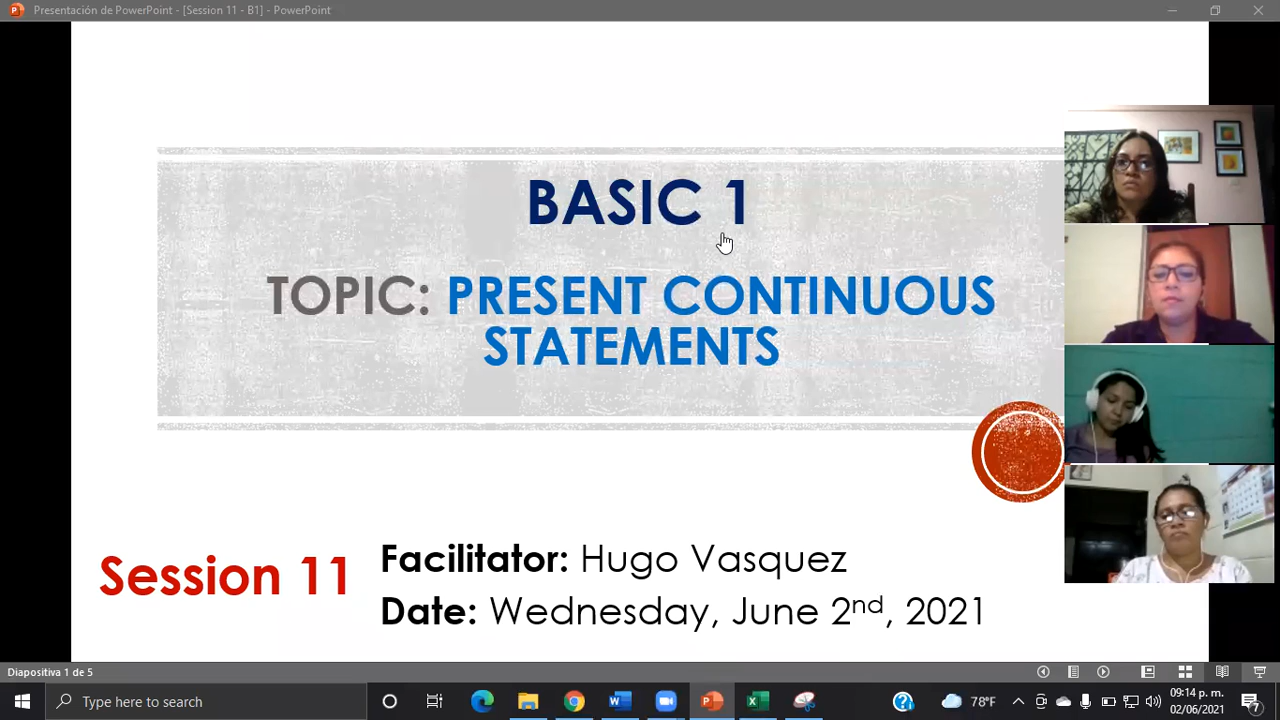 Presentación de PowerPoint - [Session 11 - B1] - PowerPoint
BASIC 1
TOPIC: PRESENT CONTINUOUS
STATEMENTS
Session 11
Facilitator: Hugo Vasquez
Date: Wednesday, June 2nd, 2021
Diapositiva 1 de 5
Type here to search
78°F
09:14 p. m.
02/06/2021
7